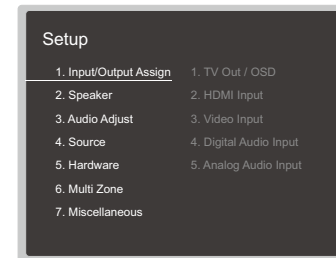 Setup
1. Input/Output Assign
2. Speaker
3. Audio Adjust
4. Source
5. Hardware
6. Multi Zone
7. Miscellaneous
1. TV Out / OSD
2. HDMI Input
3. Video Input
4. Digital Audio Input
5. Analog Audio Input